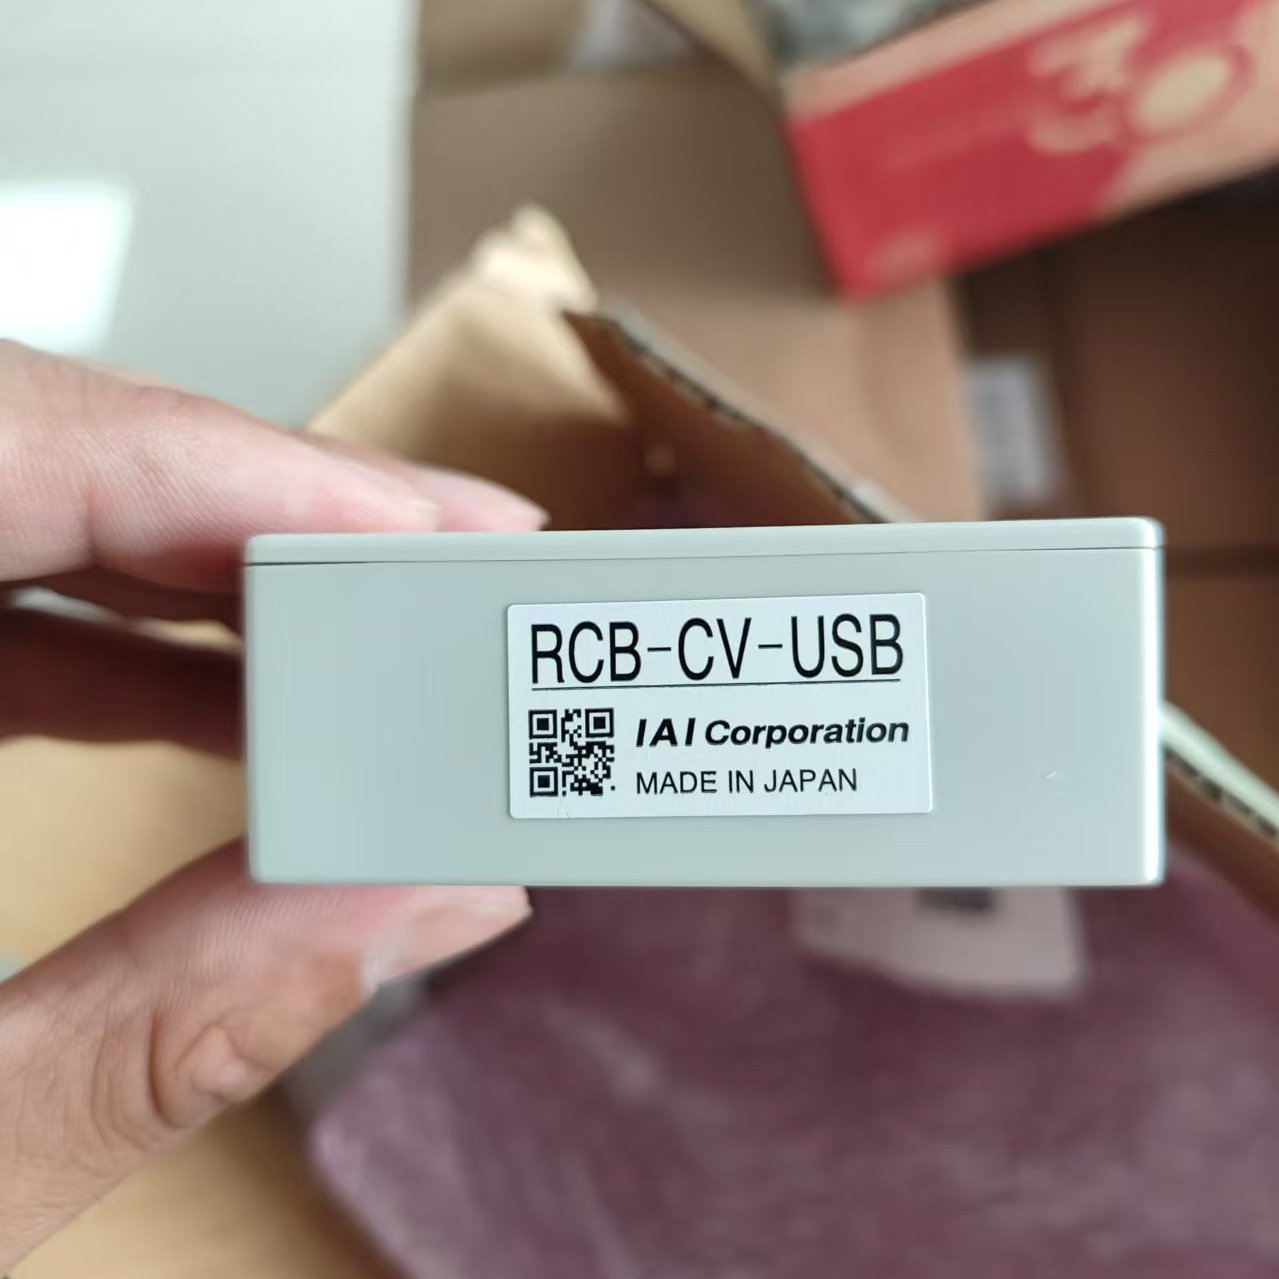 RCB-CV-USB
IAI Corporation
MADE IN JAPAN